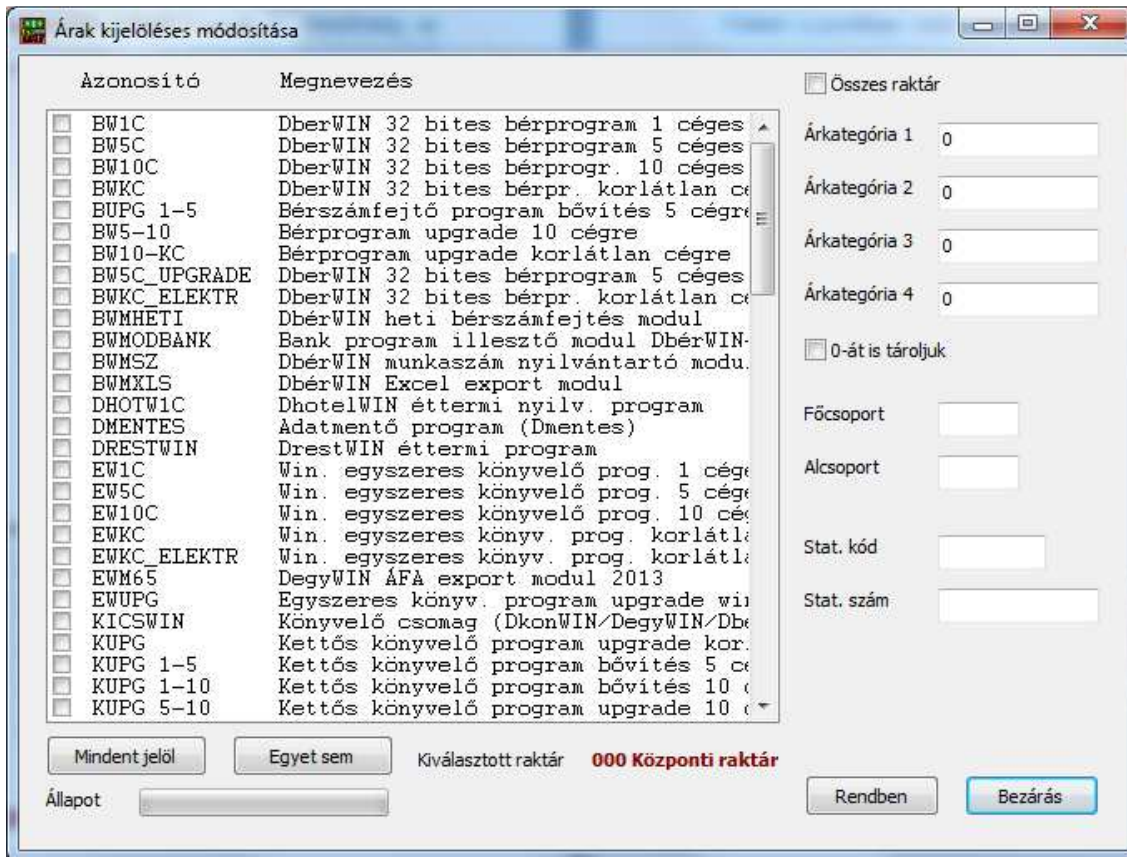 Árak kijelöléses módosítása
Azonosító Megnevezés
BW1C DberWIN 32 bites bérprogram 1 céges
BW5C DberWIN 32 bites bérprogram 5 céges
BW10C DberWIN 32 bites bérprogr. 10 céges
BWKC DberWIN 32 bites bérpr. korlátlan cé
BUPG 1-5 Bérszámfejtő program bővítés 5 cégre
BW5-10 Bérprogram upgrade 10 cégre
BW10-KC Bérprogram upgrade korlátlan cégre
BW5C_UPGRADE DberWIN 32 bites bérprogram 5 céges
BWKC_ELEKTR DberWIN 32 bites bérpr. korlátlan cé
BWMHETI DbérWIN heti bérszámfejtés modul
BWMODBANK Bank program illesztő modul DbérWIN-
BWMSZ DbérWIN munkaszám nyilvántartó modu
BWMXLS DbérWIN Excel export modul
DHOTW1C DhotelWIN éttermi nyilv. program
DMENTES Adatmentő program (Dmentes)
DRESTWIN DrestWIN éttermi program
EW1C Win. egyszeres könyvelő prog. 1 cége
EW5C Win. egyszeres könyvelő prog. 5 cége
EW10C Win. egyszeres könyvelő prog. 10 cég
EWKC Win. egyszeres könyv. prog. korlátla
EWKC_ELEKTR Win. egyszeres könyv. prog. korlátla
EWM65 DegyWIN ÁFA export modul 2013
EWUPG Egyszeres könyv. program upgrade win
KICSWIN Könyvelő csomag (DkonWIN/DegyWIN/Dbe
KUPG Kettős könyvelő program upgrade kor
KUPG 1-5 Kettős könyvelő program bővítés 5 cé
KUPG 1-10 Kettős könyvelő program bővítés 10 c
KUPG 5-10 Kettős könyvelő program upgrade 10 c
Mindent jelöl Egyet sem Kiválasztott raktár 000 Központi raktár
Állapot
Összes raktár
Árkategória 1 0
Árkategória 2 0
Árkategória 3 0
Árkategória 4 0
0-át is tároljuk
Főcsoport
Alcsoport
Stat. kód
Stat. szám
Rendben Bezárás